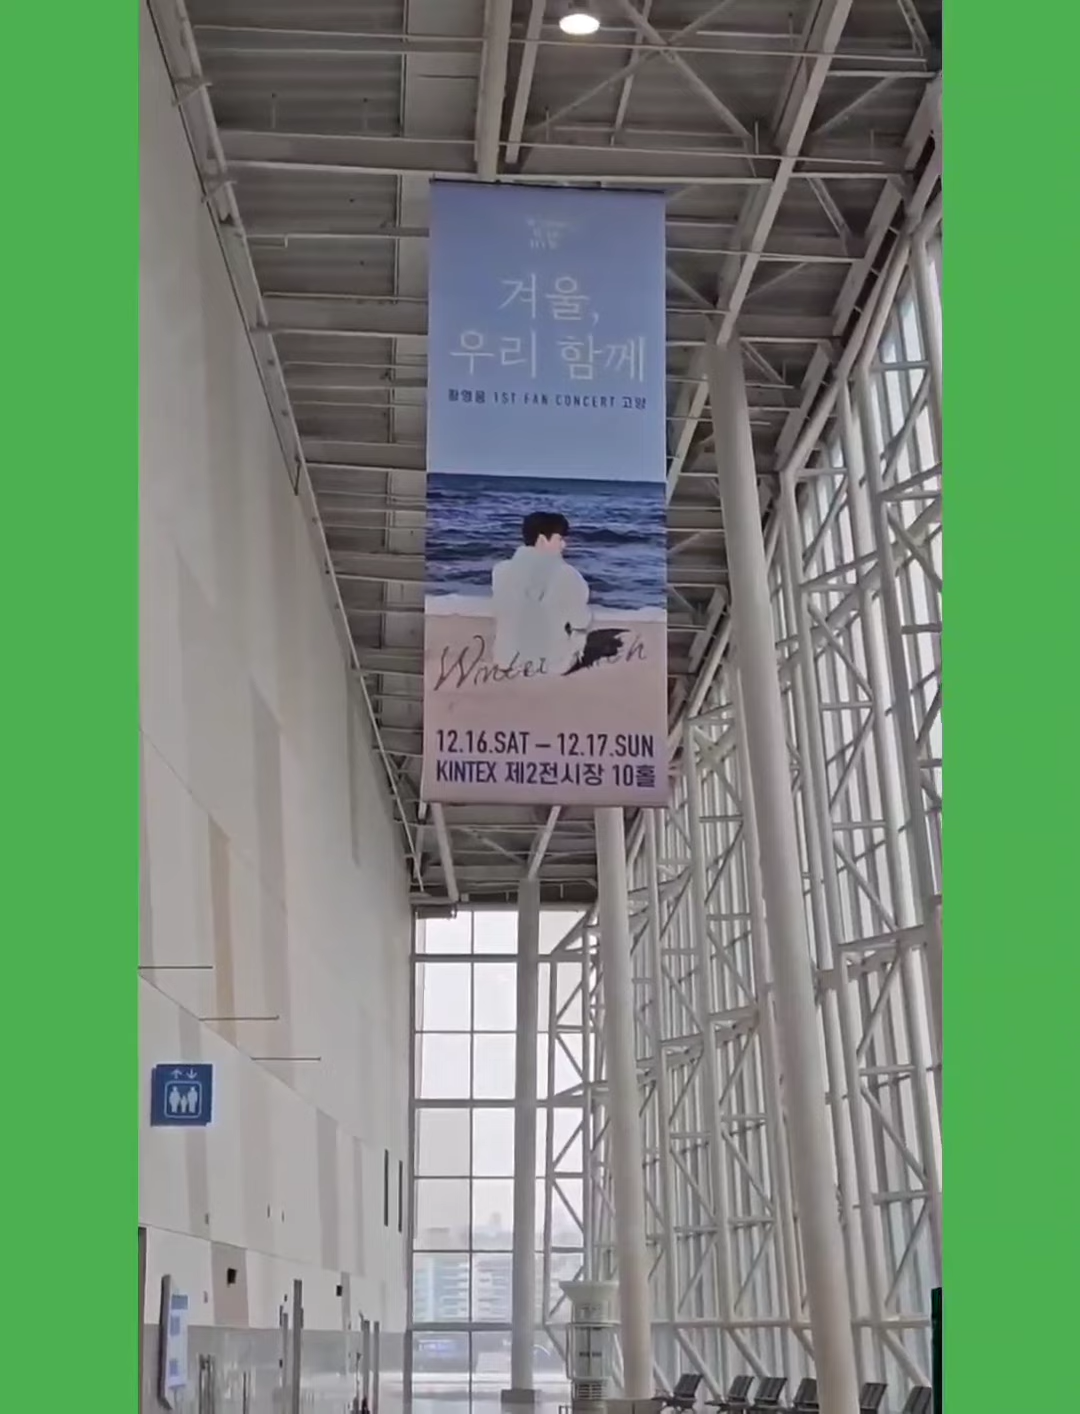 겨울,
우리 함께
황영웅 1ST FAN CONCERT 고양
Winter
12.16.SAT – 12.17.SUN
KINTEX 제2전시장 10홀